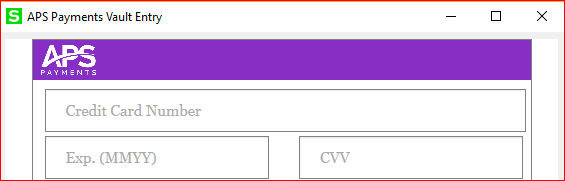 S APS Payments Vault Entry
APS
PAYMENTS
Credit Card Number
Exp. (MMYY) CVV